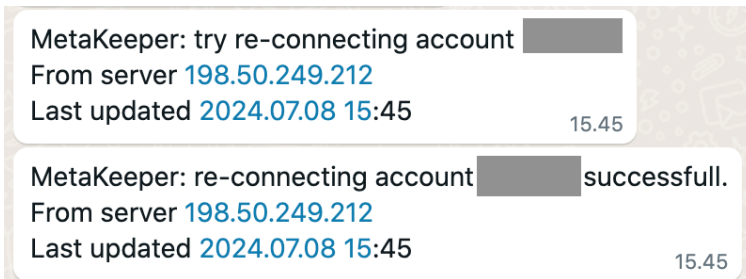 MetaKeeper: try re-connecting account
From server 198.50.249.212
Last updated 2024.07.08 15:45
15.45
MetaKeeper: re-connecting account successfull.
From server 198.50.249.212
Last updated 2024.07.08 15:45
15.45